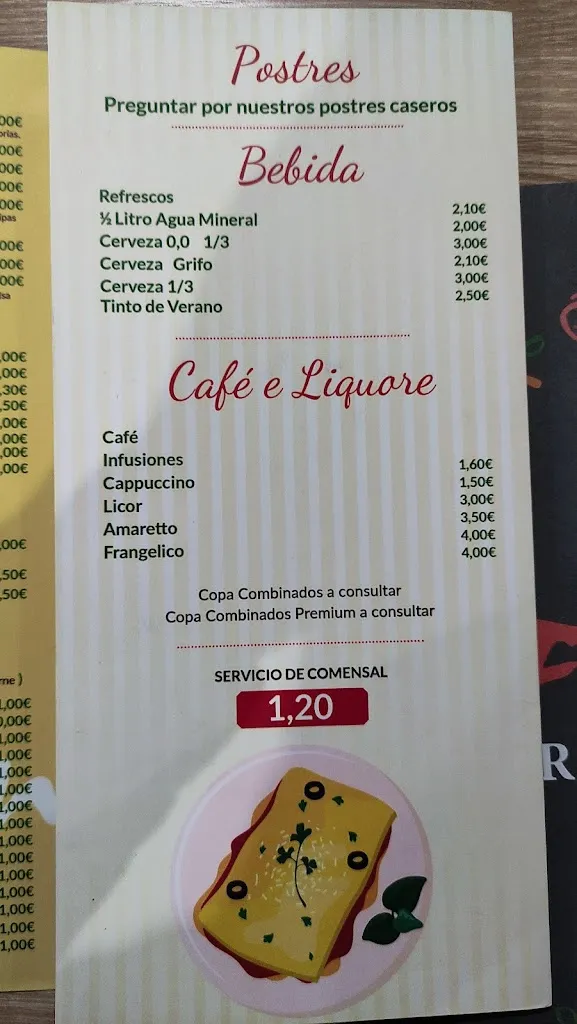 Postres
Preguntar por nuestros postres caseros
Bebida
Refrescos 2,10€
½ Litro Agua Mineral 2,00€
Cerveza 0,0 1/3 3,00€
Cerveza Grifo 2,10€
Cerveza 1/3 3,00€
Tinto de Verano 2,50€
Café e Liquore
Café 1,60€
Infusiones 1,50€
Cappuccino 3,00€
Licor 3,50€
Amaretto 4,00€
Frangelico 4,00€
Copa Combinados a consultar
Copa Combinados Premium a consultar
SERVICIO DE COMENSAL
1,20
R